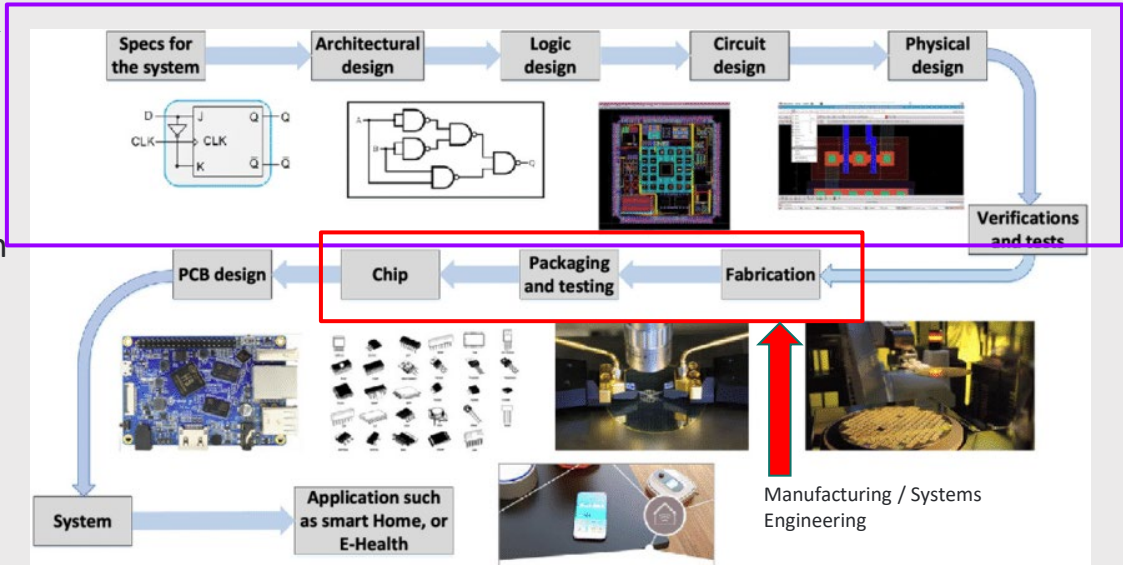 Specs for
the system
Architectural
design
Logic
design
Circuit
design
Physical
design
D
J
Q
Q
CLK
CLK
K
Q
Q
A
B
Verifications
and tests
PCB design
Chip
Packaging
and testing
Fabrication
Manufacturing / Systems
Engineering
System
Application such
as smart Home, or
E-Health